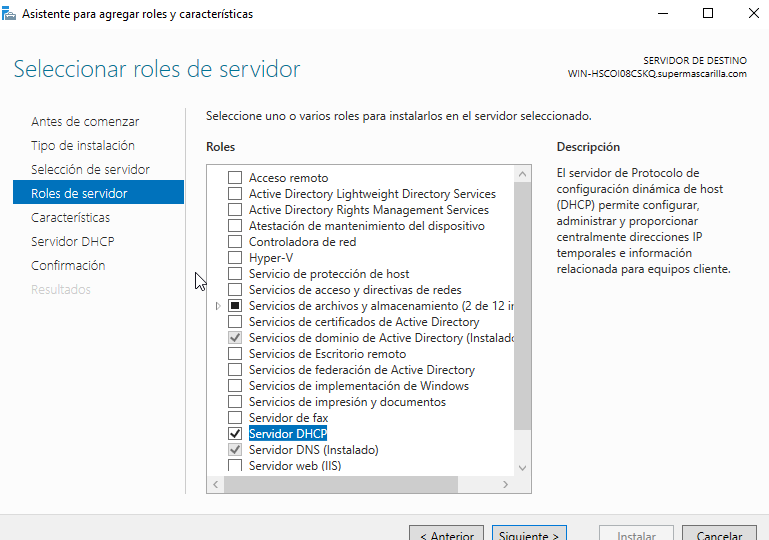 Asistente para agregar roles y características
Seleccionar roles de servidor
SERVIDOR DE DESTINO
WIN-HSCOI08CSKQ.supermascarilla.com
Antes de comenzar
Tipo de instalación
Selección de servidor
Roles de servidor
Características
Servidor DHCP
Confirmación
Resultados
Seleccione uno o varios roles para instalarlos en el servidor seleccionado.
Roles
Acceso remoto
Active Directory Lightweight Directory Services
Active Directory Rights Management Services
Atestación de mantenimiento del dispositivo
Controladora de red
Hyper-V
Servicio de protección de host
Servicios de acceso y directivas de redes
Servicios de archivos y almacenamiento (2 de 12 in
Servicios de certificados de Active Directory
Servicios de dominio de Active Directory (Instalado
Servicios de Escritorio remoto
Servicios de federación de Active Directory
Servicios de implementación de Windows
Servicios de impresión y documentos
Servidor de fax
Servidor DHCP
Servidor DNS (Instalado)
Servidor web (IIS)
Descripción
El servidor de Protocolo de
configuración dinámica de host
(DHCP) permite configurar,
administrar y proporcionar
centralmente direcciones IP
temporales e información
relacionada para equipos cliente.
< Anterior
Siguiente >
Instalar
Cancelar